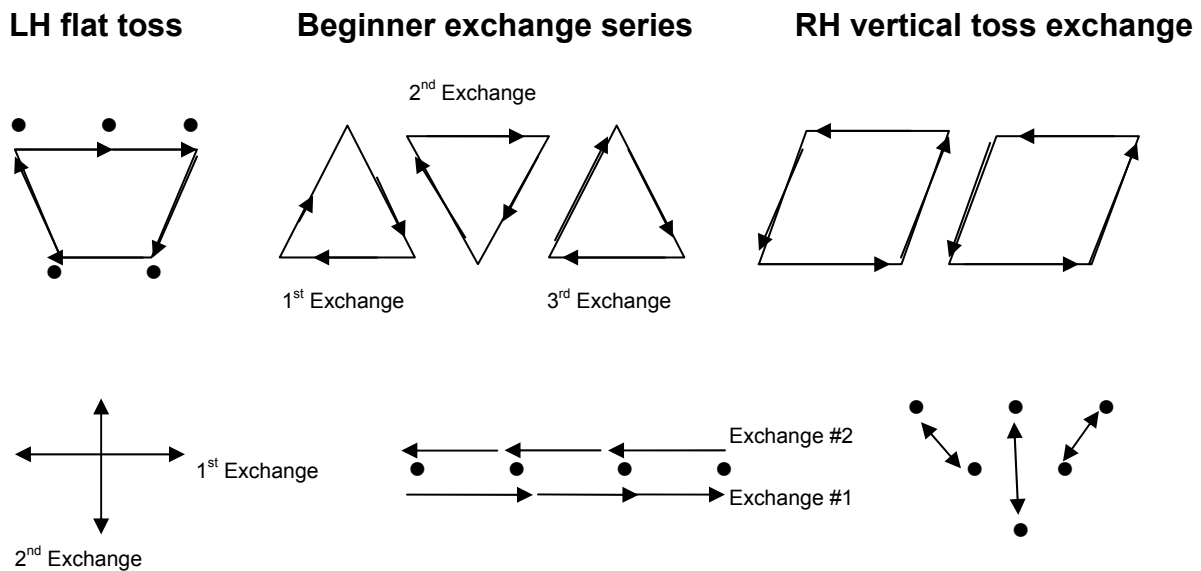 LH flat toss
Beginner exchange series
RH vertical toss exchange
2nd Exchange
1st Exchange
3rd Exchange
Exchange #2
1st Exchange
Exchange #1
2nd Exchange